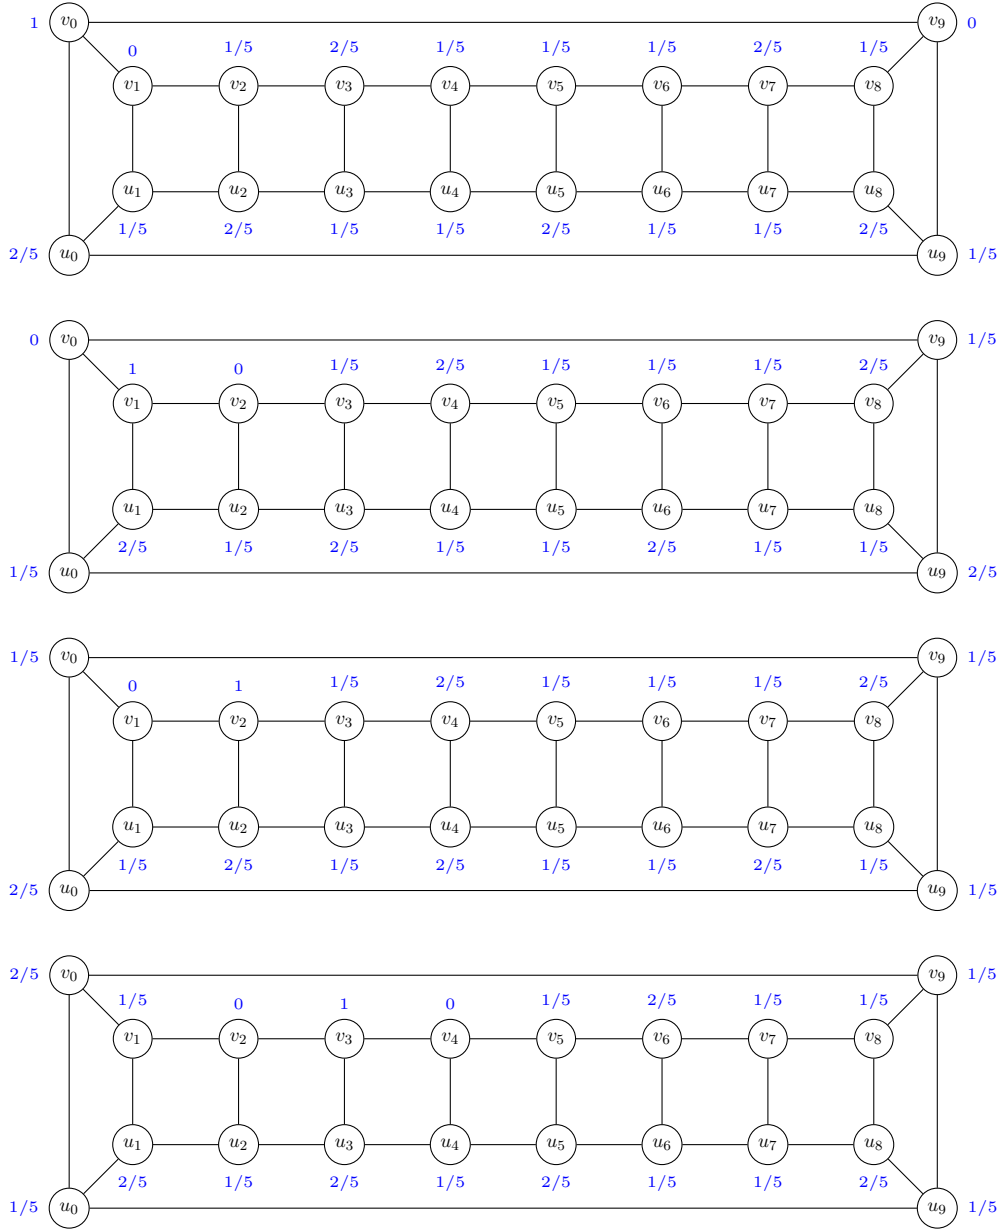 1 v₀ v₉ 0
0 1/5 2/5 1/5 1/5 1/5 2/5 1/5
v₁ v₂ v₃ v₄ v₅ v₆ v₇ v₈
u₁ u₂ u₃ u₄ u₅ u₆ u₇ u₈
1/5 2/5 1/5 1/5 2/5 1/5 1/5 2/5
2/5 u₀ u₉ 1/5
0 v₀ v₉ 1/5
1 0 1/5 2/5 1/5 1/5 1/5 2/5
v₁ v₂ v₃ v₄ v₅ v₆ v₇ v₈
u₁ u₂ u₃ u₄ u₅ u₆ u₇ u₈
2/5 1/5 2/5 1/5 1/5 2/5 1/5 1/5
1/5 u₀ u₉ 2/5
1/5 v₀ v₉ 1/5
0 1 1/5 2/5 1/5 1/5 1/5 2/5
v₁ v₂ v₃ v₄ v₅ v₆ v₇ v₈
u₁ u₂ u₃ u₄ u₅ u₆ u₇ u₈
1/5 2/5 1/5 2/5 1/5 1/5 2/5 1/5
2/5 u₀ u₉ 1/5
2/5 v₀ v₉ 1/5
1/5 0 1 0 1/5 2/5 1/5 1/5
v₁ v₂ v₃ v₄ v₅ v₆ v₇ v₈
u₁ u₂ u₃ u₄ u₅ u₆ u₇ u₈
2/5 1/5 2/5 1/5 2/5 1/5 1/5 2/5
1/5 u₀ u₉ 1/5